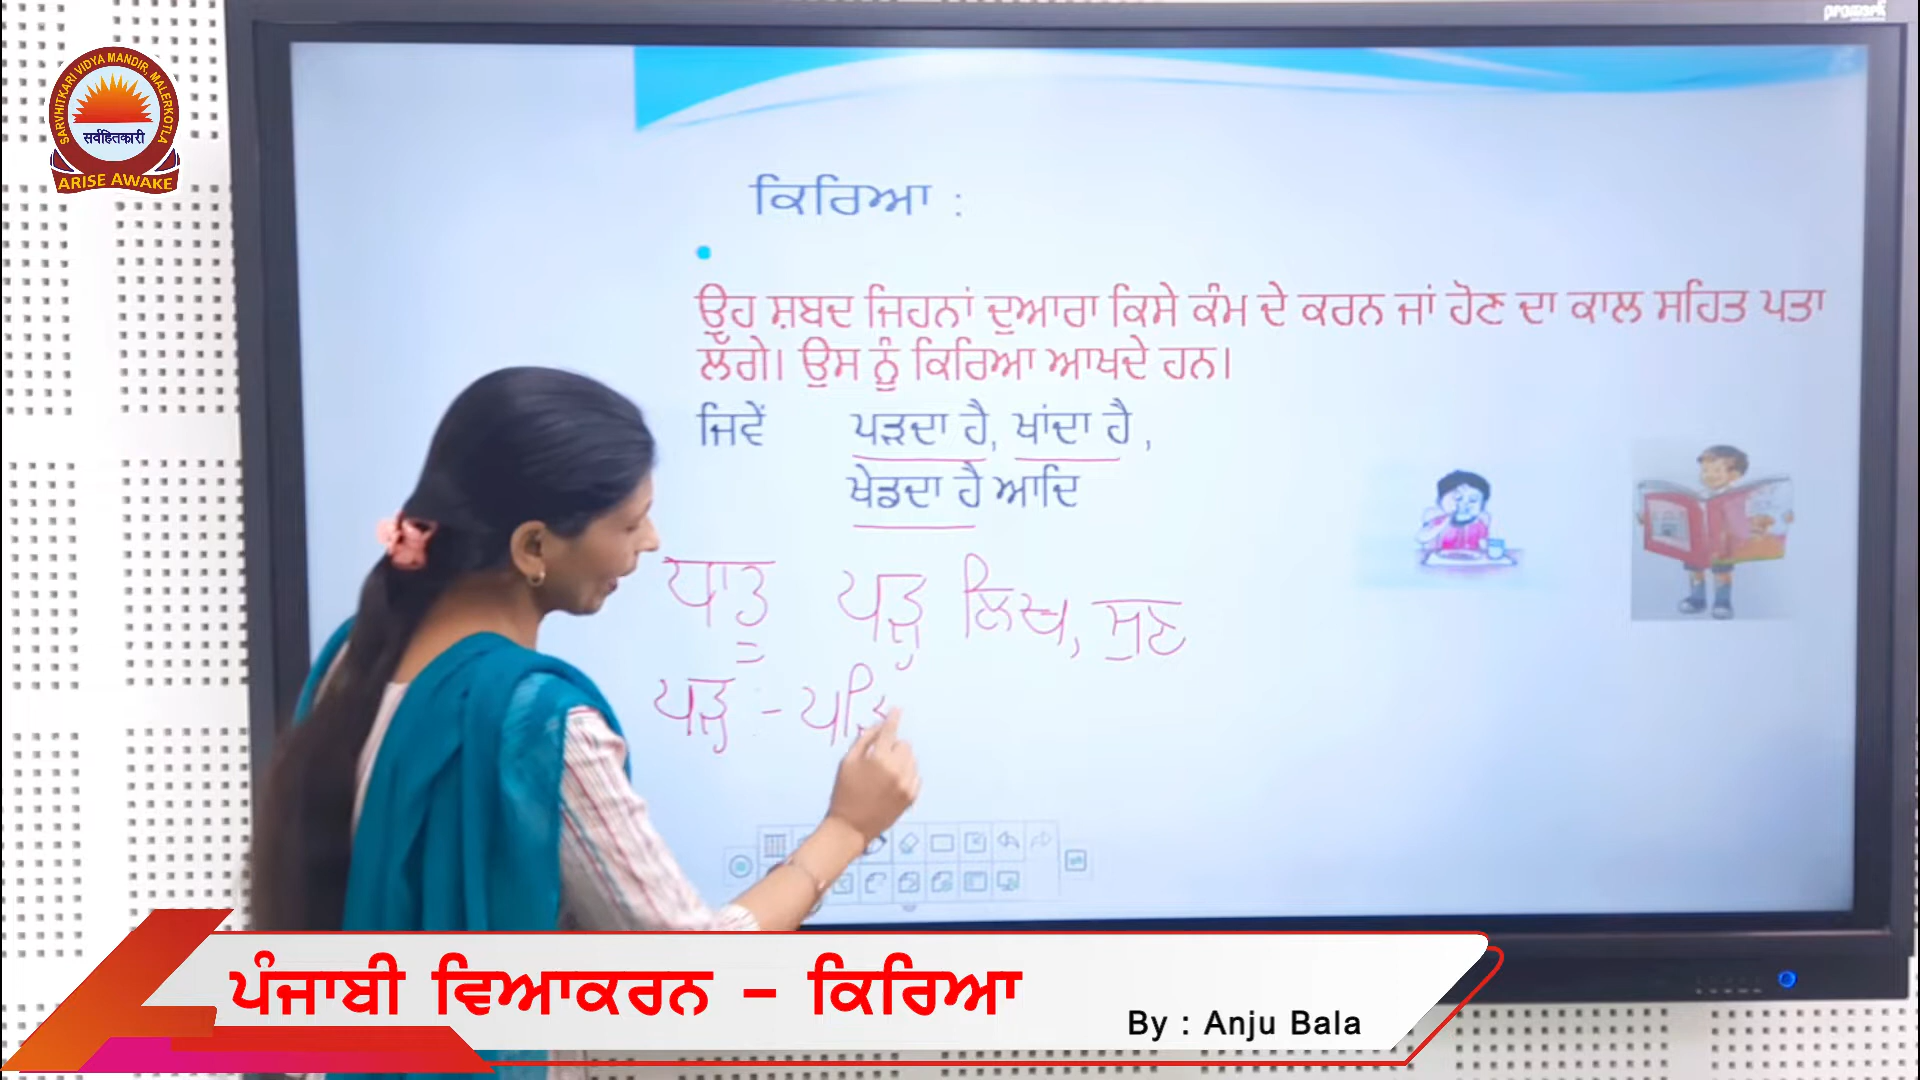 promark
SARVHITKARI VIDYA MANDIR, MALERKOTLA
सर्वहितकारी
ARISE AWAKE
ਕਿਰਿਆ :
ਉਹ ਸ਼ਬਦ ਜਿਹਨਾਂ ਦੁਆਰਾ ਕਿਸੇ ਕੰਮ ਦੇ ਕਰਨ ਜਾਂ ਹੋਣ ਦਾ ਕਾਲ ਸਹਿਤ ਪਤਾ
ਲੱਗੇ। ਉਸ ਨੂੰ ਕਿਰਿਆ ਆਖਦੇ ਹਨ।
ਜਿਵੇਂ ਪੜਦਾ ਹੈ, ਖਾਂਦਾ ਹੈ ,
ਖੇਡਦਾ ਹੈ ਆਦਿ
ਧਾਤੂ ਪੜ੍ਹ ਲਿਖ, ਸੁਣ
ਪੜ੍ਹ -
ਪੰਜਾਬੀ ਵਿਆਕਰਨ – ਕਿਰਿਆ
By : Anju Bala